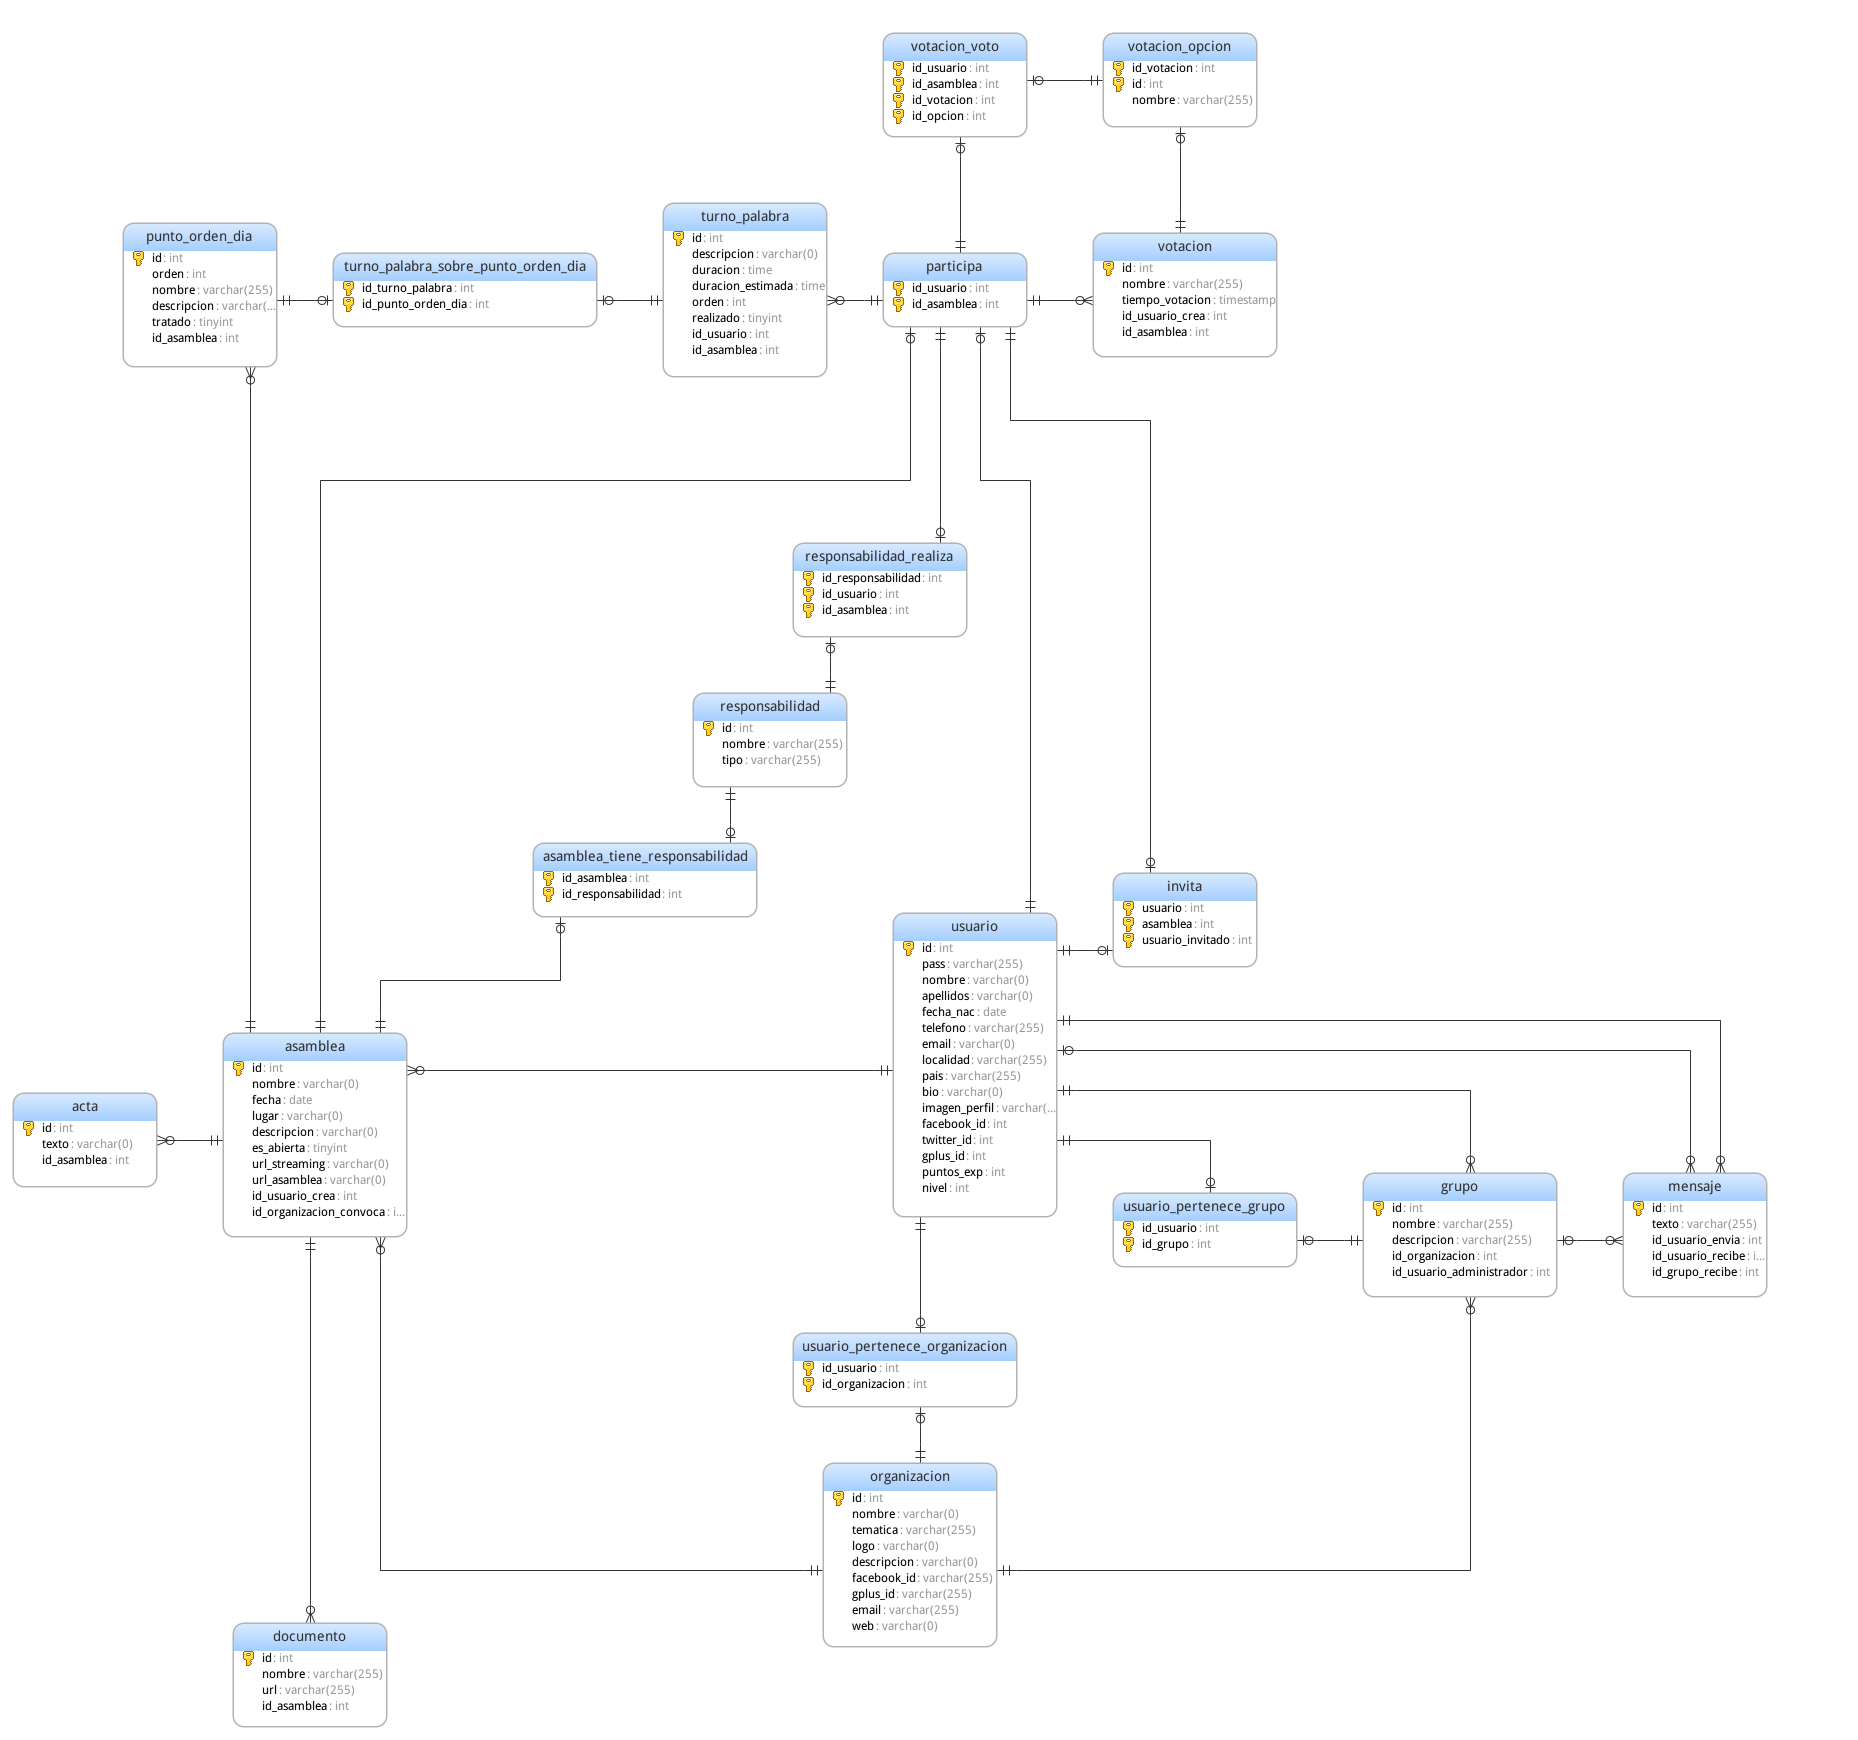 votacion_voto
id_usuario: int
id_asamblea: int
id_votacion: int
id_opcion: int
votacion_opcion
id_votacion: int
id: int
nombre: varchar(255)
punto_orden_dia
id: int
orden: int
nombre: varchar(255)
descripcion: varchar(...
tratado: tinyint
id_asamblea: int
turno_palabra_sobre_punto_orden_dia
id_turno_palabra: int
id_punto_orden_dia: int
turno_palabra
id: int
descripcion: varchar(0)
duracion: time
duracion_estimada: time
orden: int
realizado: tinyint
id_usuario: int
id_asamblea: int
participa
id_usuario: int
id_asamblea: int
votacion
id: int
nombre: varchar(255)
tiempo_votacion: timestamp
id_usuario_crea: int
id_asamblea: int
responsabilidad_realiza
id_responsabilidad: int
id_usuario: int
id_asamblea: int
responsabilidad
id: int
nombre: varchar(255)
tipo: varchar(255)
asamblea_tiene_responsabilidad
id_asamblea: int
id_responsabilidad: int
invita
usuario: int
asamblea: int
usuario_invitado: int
usuario
id: int
pass: varchar(255)
nombre: varchar(0)
apellidos: varchar(0)
fecha_nac: date
telefono: varchar(255)
email: varchar(0)
localidad: varchar(255)
pais: varchar(255)
bio: varchar(0)
imagen_perfil: varchar(...
facebook_id: int
twitter_id: int
gplus_id: int
puntos_exp: int
nivel: int
asamblea
id: int
nombre: varchar(0)
fecha: date
lugar: varchar(0)
descripcion: varchar(0)
es_abierta: tinyint
url_streaming: varchar(0)
url_asamblea: varchar(0)
id_usuario_crea: int
id_organizacion_convoca: i...
acta
id: int
texto: varchar(0)
id_asamblea: int
usuario_pertenece_grupo
id_usuario: int
id_grupo: int
grupo
id: int
nombre: varchar(255)
descripcion: varchar(255)
id_organizacion: int
id_usuario_administrador: int
mensaje
id: int
texto: varchar(255)
id_usuario_envia: int
id_usuario_recibe: i...
id_grupo_recibe: int
usuario_pertenece_organizacion
id_usuario: int
id_organizacion: int
organizacion
id: int
nombre: varchar(0)
tematica: varchar(255)
logo: varchar(0)
descripcion: varchar(0)
facebook_id: varchar(255)
gplus_id: varchar(255)
email: varchar(255)
web: varchar(0)
documento
id: int
nombre: varchar(255)
url: varchar(255)
id_asamblea: int